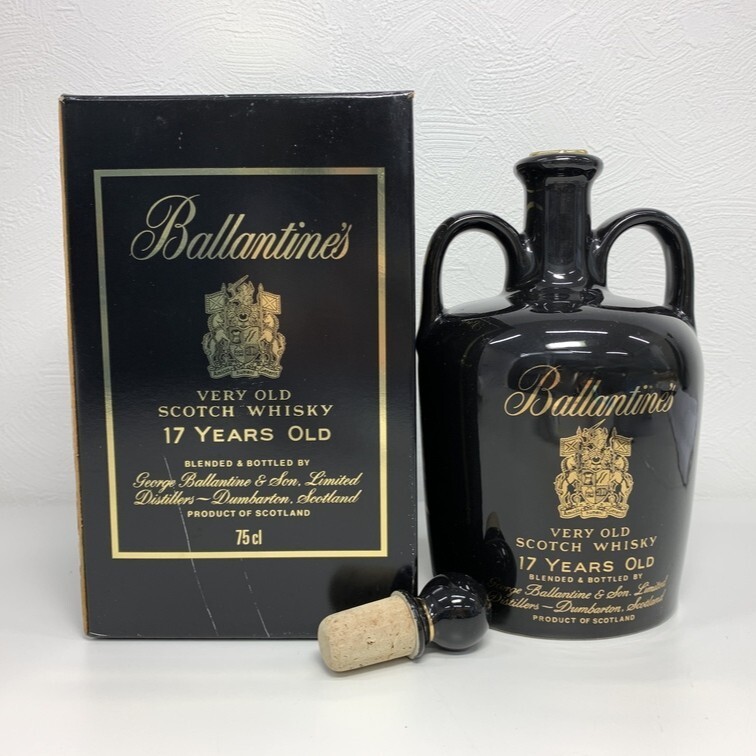 Ballantine's
VERY OLD
SCOTCH WHISKY
17 YEARS OLD
BLENDED & BOTTLED BY
George Ballantine & Son, Limited
Distillers~Dumbarton, Scotland
PRODUCT OF SCOTLAND
75 cl
Ballantine's
VERY OLD
SCOTCH WHISKY
17 YEARS OLD
BLENDED & BOTTLED BY
George Ballantine & Son, Limited
Distillers~Dumbarton, Scotland
PRODUCT OF SCOTLAND